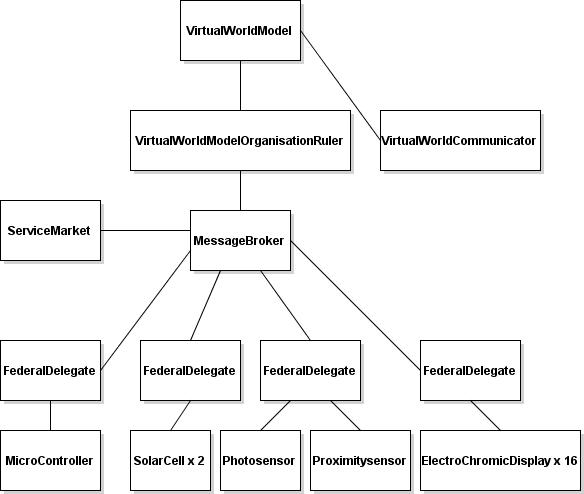 VirtualWorldModel
VirtualWorldModelOrganisationRuler
VirtualWorldCommunicator
ServiceMarket
MessageBroker
FederalDelegate
FederalDelegate
FederalDelegate
FederalDelegate
MicroController
SolarCell x 2
Photosensor
Proximitysensor
ElectroChromicDisplay x 16